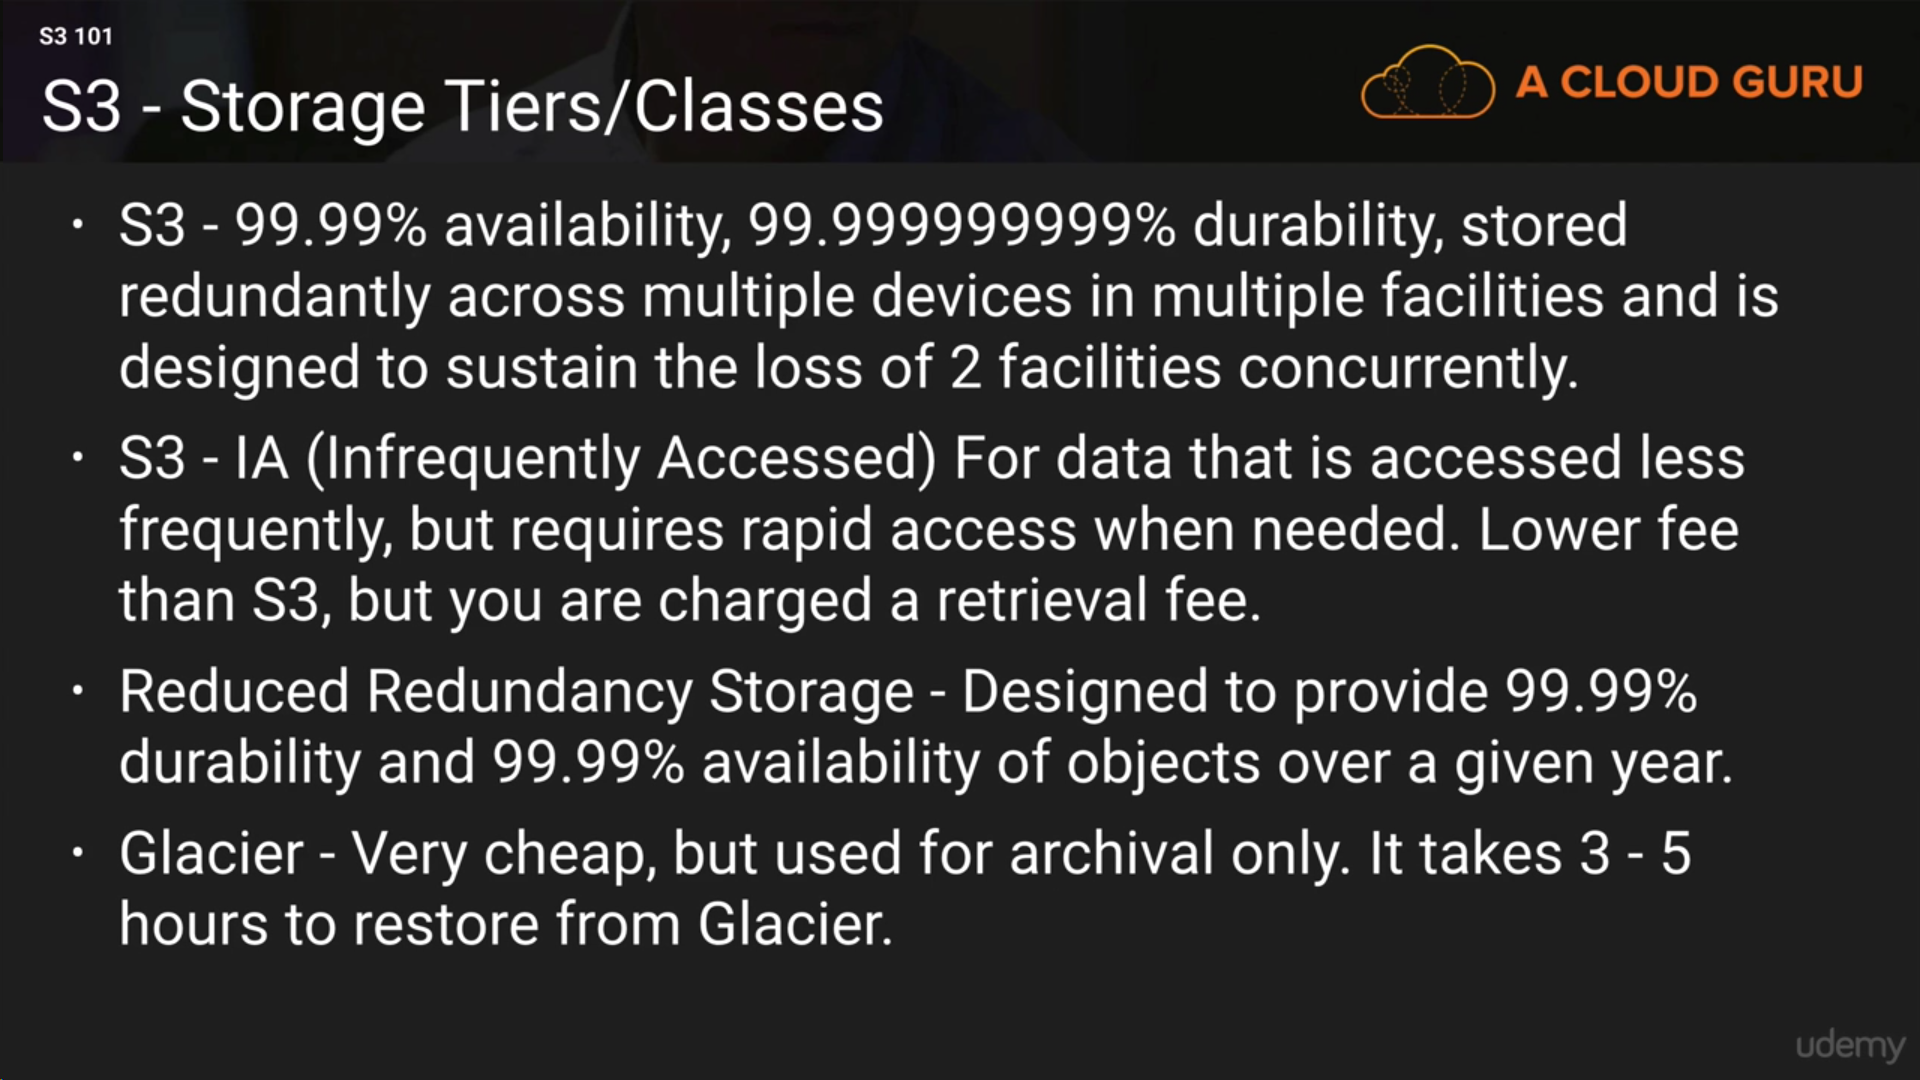 S3 101
S3 - Storage Tiers/Classes
A CLOUD GURU
• S3 - 99.99% availability, 99.999999999% durability, stored
redundantly across multiple devices in multiple facilities and is
designed to sustain the loss of 2 facilities concurrently.
• S3 - IA (Infrequently Accessed) For data that is accessed less
frequently, but requires rapid access when needed. Lower fee
than S3, but you are charged a retrieval fee.
• Reduced Redundancy Storage - Designed to provide 99.99%
durability and 99.99% availability of objects over a given year.
• Glacier - Very cheap, but used for archival only. It takes 3 - 5
hours to restore from Glacier.
udemy